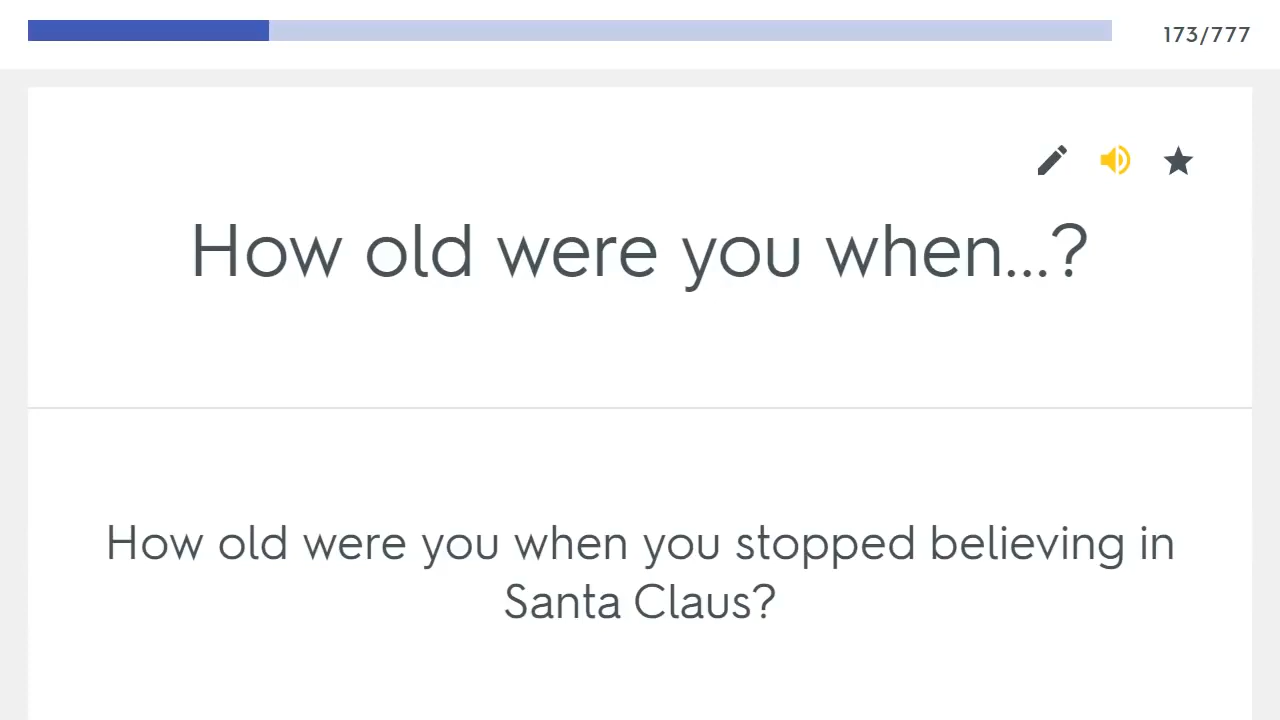 173/777
How old were you when...?
How old were you when you stopped believing in
Santa Claus?